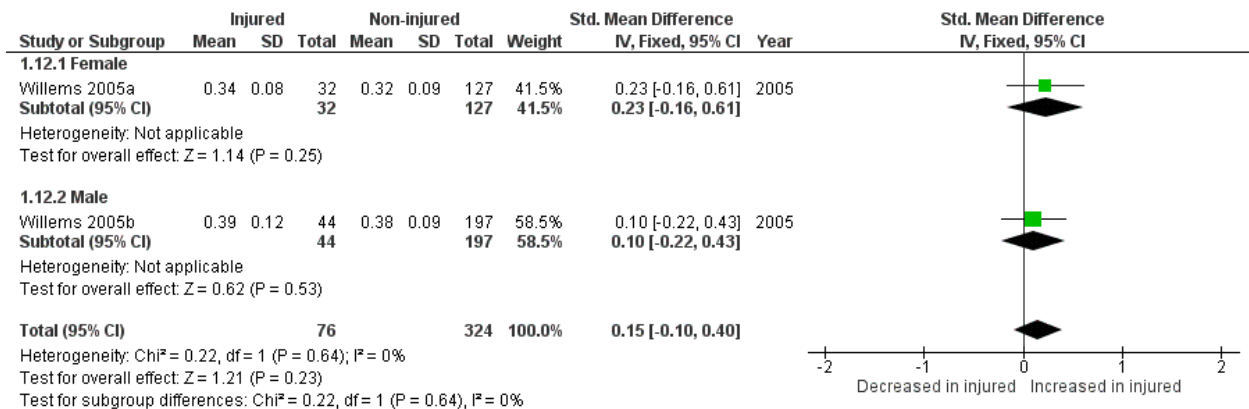 Injured Non-injured Std. Mean Difference Std. Mean Difference
Study or Subgroup Mean SD Total Mean SD Total Weight IV, Fixed, 95% CI Year IV, Fixed, 95% CI
1.12.1 Female
Willems 2005a 0.34 0.08 32 0.32 0.09 127 41.5% 0.23 [-0.16, 0.61] 2005
Subtotal (95% CI) 32 127 41.5% 0.23 [-0.16, 0.61]
Heterogeneity: Not applicable
Test for overall effect: Z = 1.14 (P = 0.25)
1.12.2 Male
Willems 2005b 0.39 0.12 44 0.38 0.09 197 58.5% 0.10 [-0.22, 0.43] 2005
Subtotal (95% CI) 44 197 58.5% 0.10 [-0.22, 0.43]
Heterogeneity: Not applicable
Test for overall effect: Z = 0.62 (P = 0.53)
Total (95% CI) 76 324 100.0% 0.15 [-0.10, 0.40]
Heterogeneity: Chi² = 0.22, df = 1 (P = 0.64); I² = 0%
Test for overall effect: Z = 1.21 (P = 0.23)
Test for subgroup differences: Chi² = 0.22, df = 1 (P = 0.64), I² = 0%
-2 -1 0 1 2
Decreased in injured Increased in injured